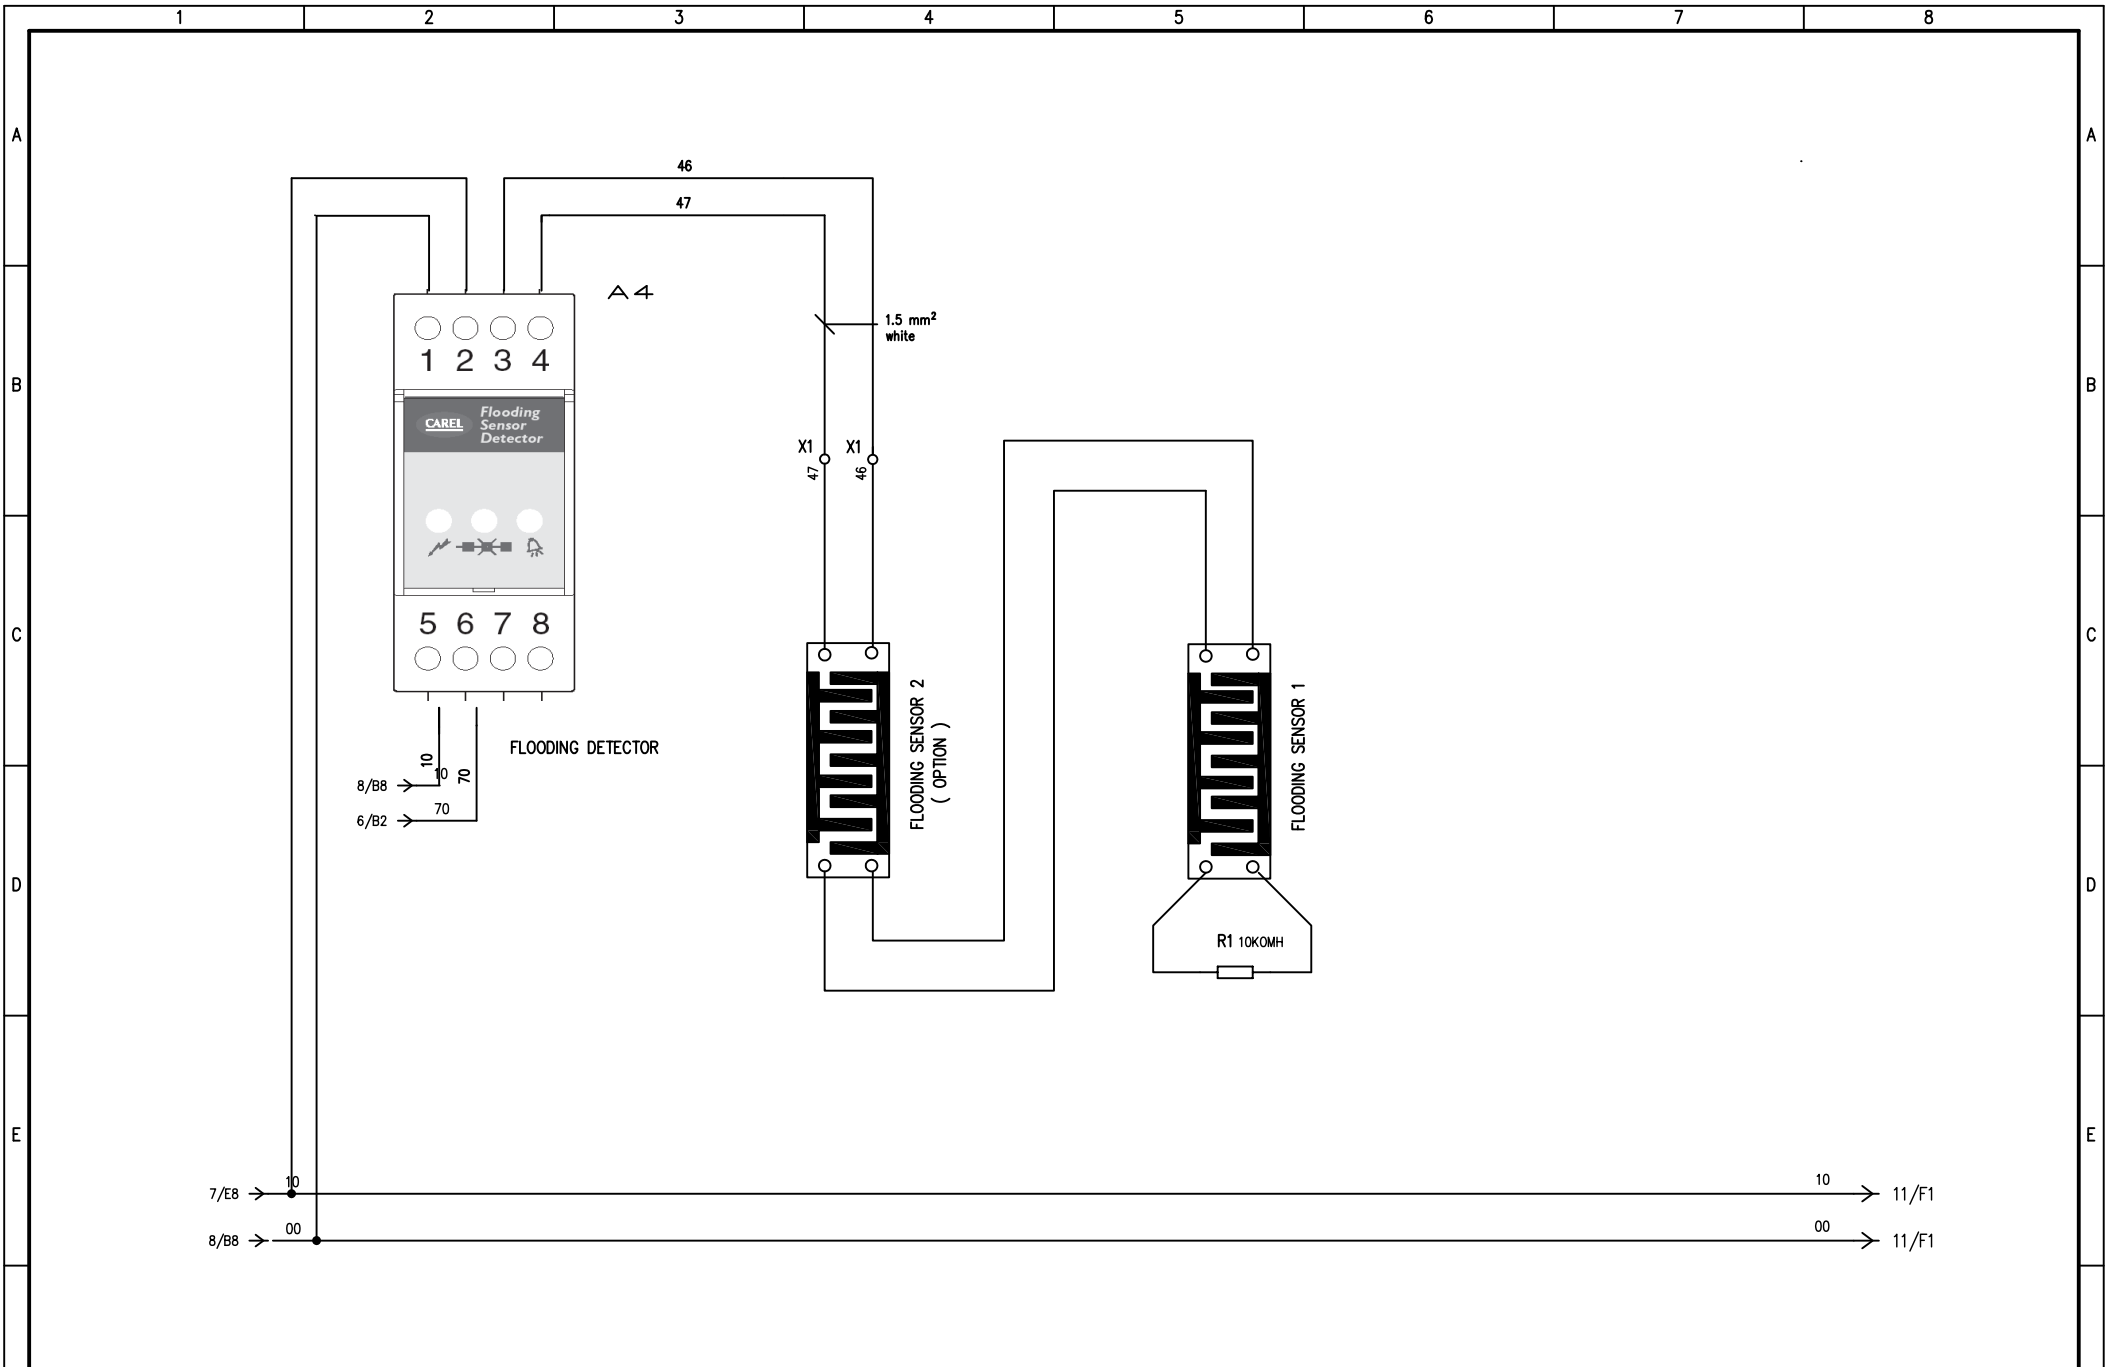 1 2 3 4 5 6 7 8
A A
46
47
A4
1.5 mm²
white
1 2 3 4
B B
CAREL
Flooding
Sensor
Detector
X1 X1
47 46
5 6 7 8
C C
FLOODING SENSOR 2
( OPTION )
FLOODING SENSOR 1
FLOODING DETECTOR
10 70
8/B8 10
6/B2 70
D D
R1 10KOMH
E E
7/E8 10 10 11/F1
8/B8 00 00 11/F1